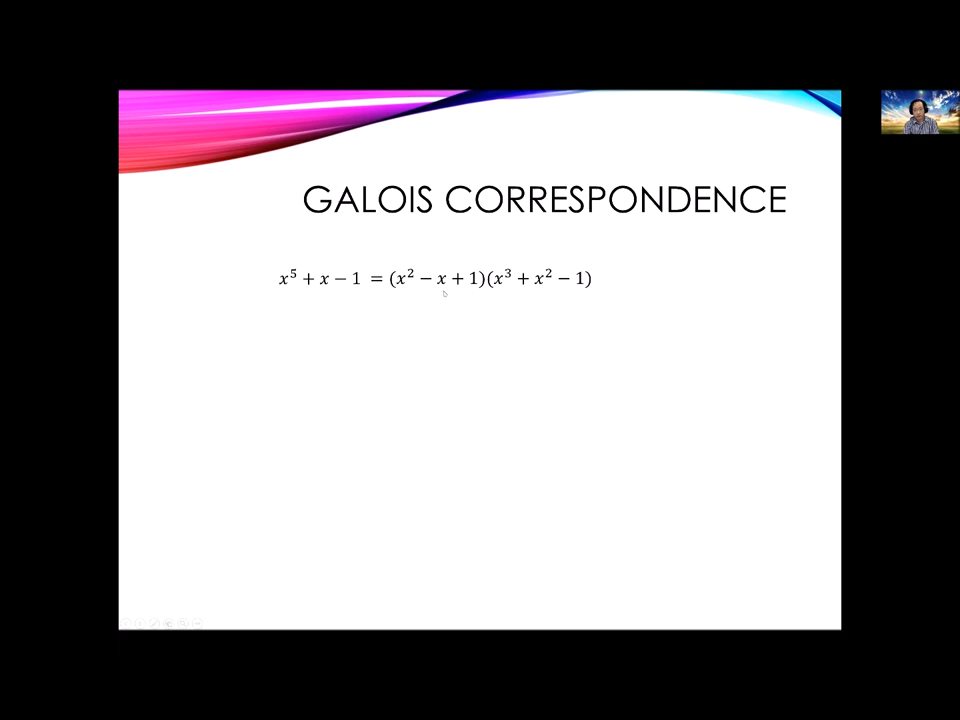 GALOIS CORRESPONDENCE
x⁵ + x − 1 = (x² − x + 1)(x³ + x² − 1)